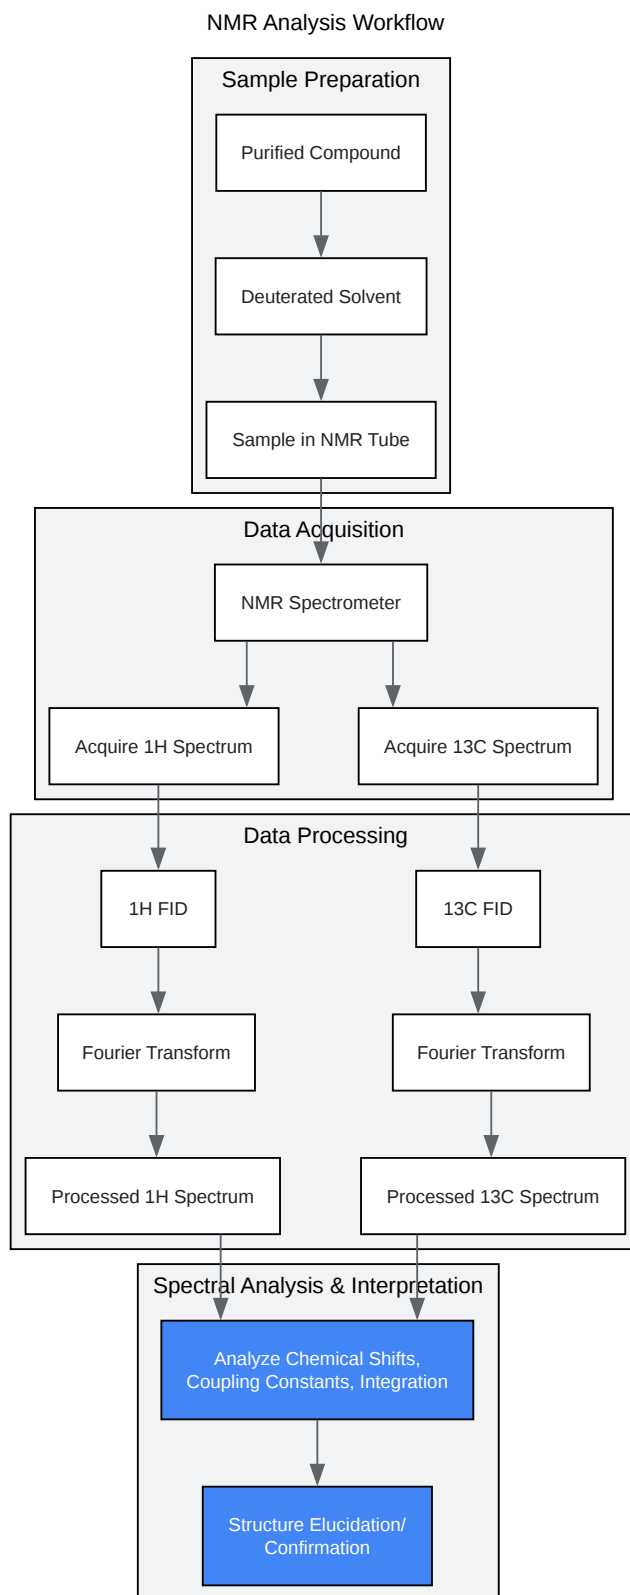 NMR Analysis Workflow
Sample Preparation
Purified Compound
Deuterated Solvent
Sample in NMR Tube
Data Acquisition
NMR Spectrometer
Acquire 1H Spectrum
Acquire 13C Spectrum
Data Processing
1H FID
13C FID
Fourier Transform
Fourier Transform
Processed 1H Spectrum
Processed 13C Spectrum
Spectral Analysis & Interpretation
Analyze Chemical Shifts,
Coupling Constants, Integration
Structure Elucidation/
Confirmation